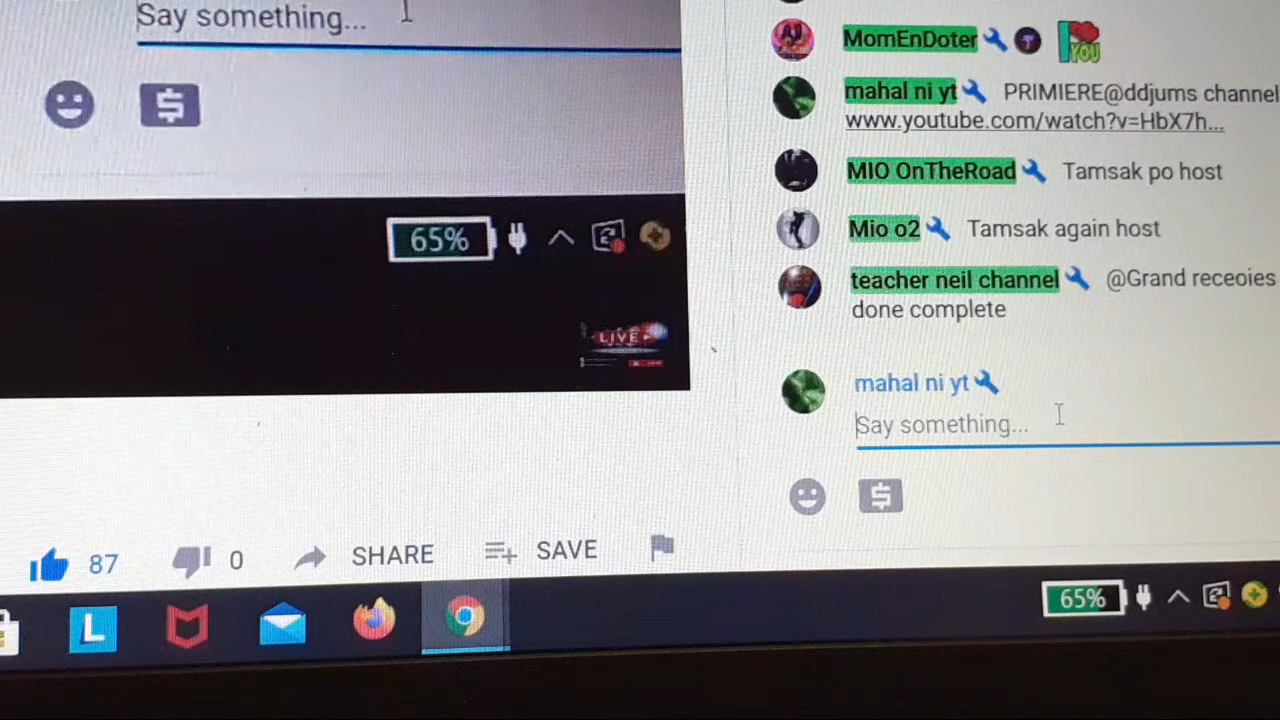 Say something...
65%
LIVE
MomEnDoter
YOU
mahal ni yt PRIMIERE@ddjums channel
www.youtube.com/watch?v=HbX7h...
MIO OnTheRoad Tamsak po host
Mio o2 Tamsak again host
teacher neil channel @Grand receoies
done complete
mahal ni yt
Say something...
87 0 SHARE SAVE
L
65%